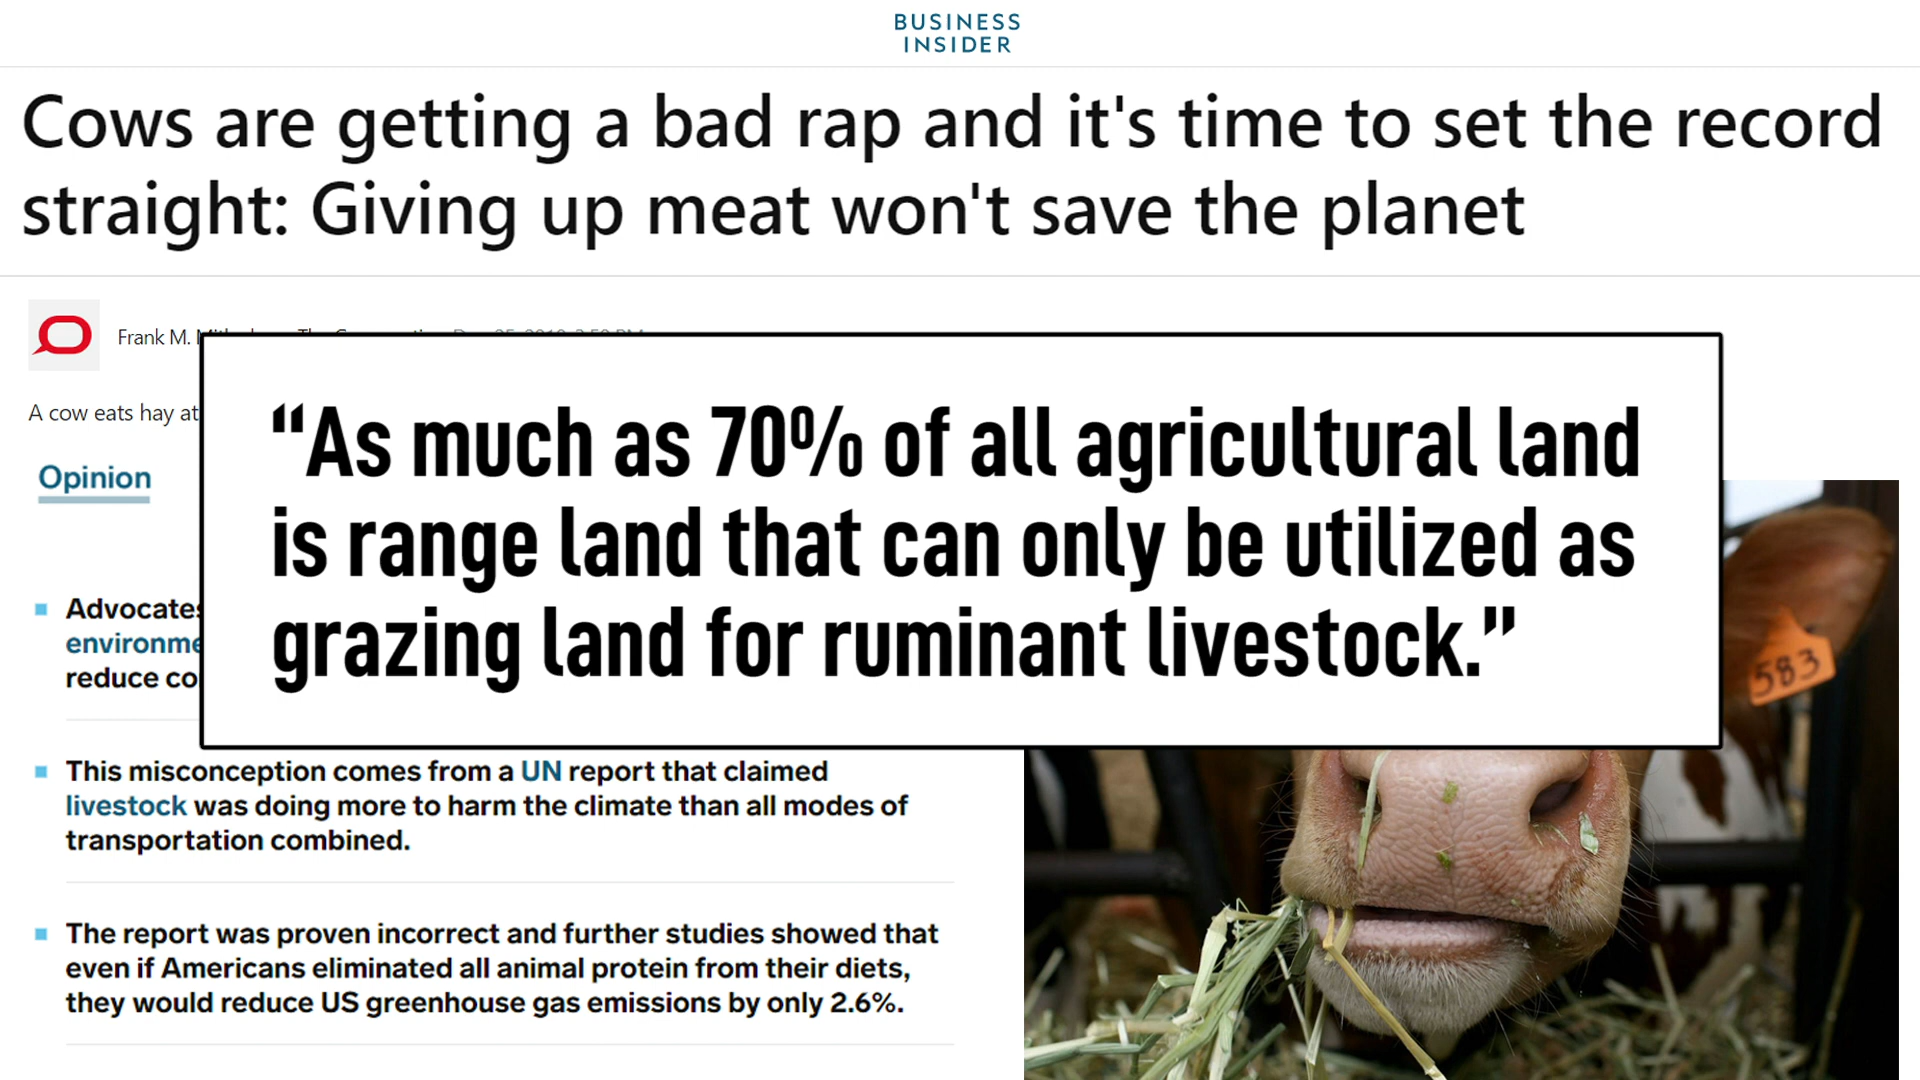 BUSINESS
INSIDER
Cows are getting a bad rap and it's time to set the record
straight: Giving up meat won't save the planet
Frank M.
A cow eats hay at
Opinion
“As much as 70% of all agricultural land
is range land that can only be utilized as
grazing land for ruminant livestock.”
Advocates
reduce co
This misconception comes from a UN report that claimed
livestock was doing more to harm the climate than all modes of
transportation combined.
The report was proven incorrect and further studies showed that
even if Americans eliminated all animal protein from their diets,
they would reduce US greenhouse gas emissions by only 2.6%.
583